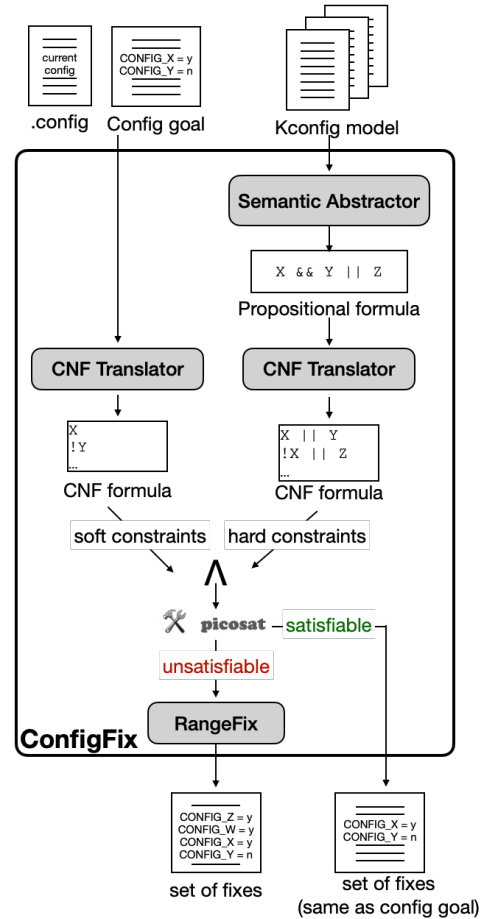 current
config
CONFIG_X = y
CONFIG_Y = n
.config
Config goal
Kconfig model
Semantic Abstractor
X && Y || Z
Propositional formula
CNF Translator
CNF Translator
X
!Y
...
X || Y
!X || Z
...
CNF formula
CNF formula
soft constraints
hard constraints
Λ
picosat
satisfiable
unsatisfiable
RangeFix
ConfigFix
CONFIG_Z = y
CONFIG_W = y
CONFIG_X = y
CONFIG_Y = n
CONFIG_X = y
CONFIG_Y = n
set of fixes
set of fixes
(same as config goal)